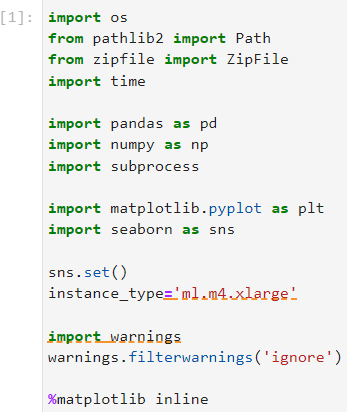 [1]:
import os
from pathlib2 import Path
from zipfile import ZipFile
import time
import pandas as pd
import numpy as np
import subprocess
import matplotlib.pyplot as plt
import seaborn as sns
sns.set()
instance_type='ml.m4.xlarge'
import warnings
warnings.filterwarnings('ignore')
%matplotlib inline